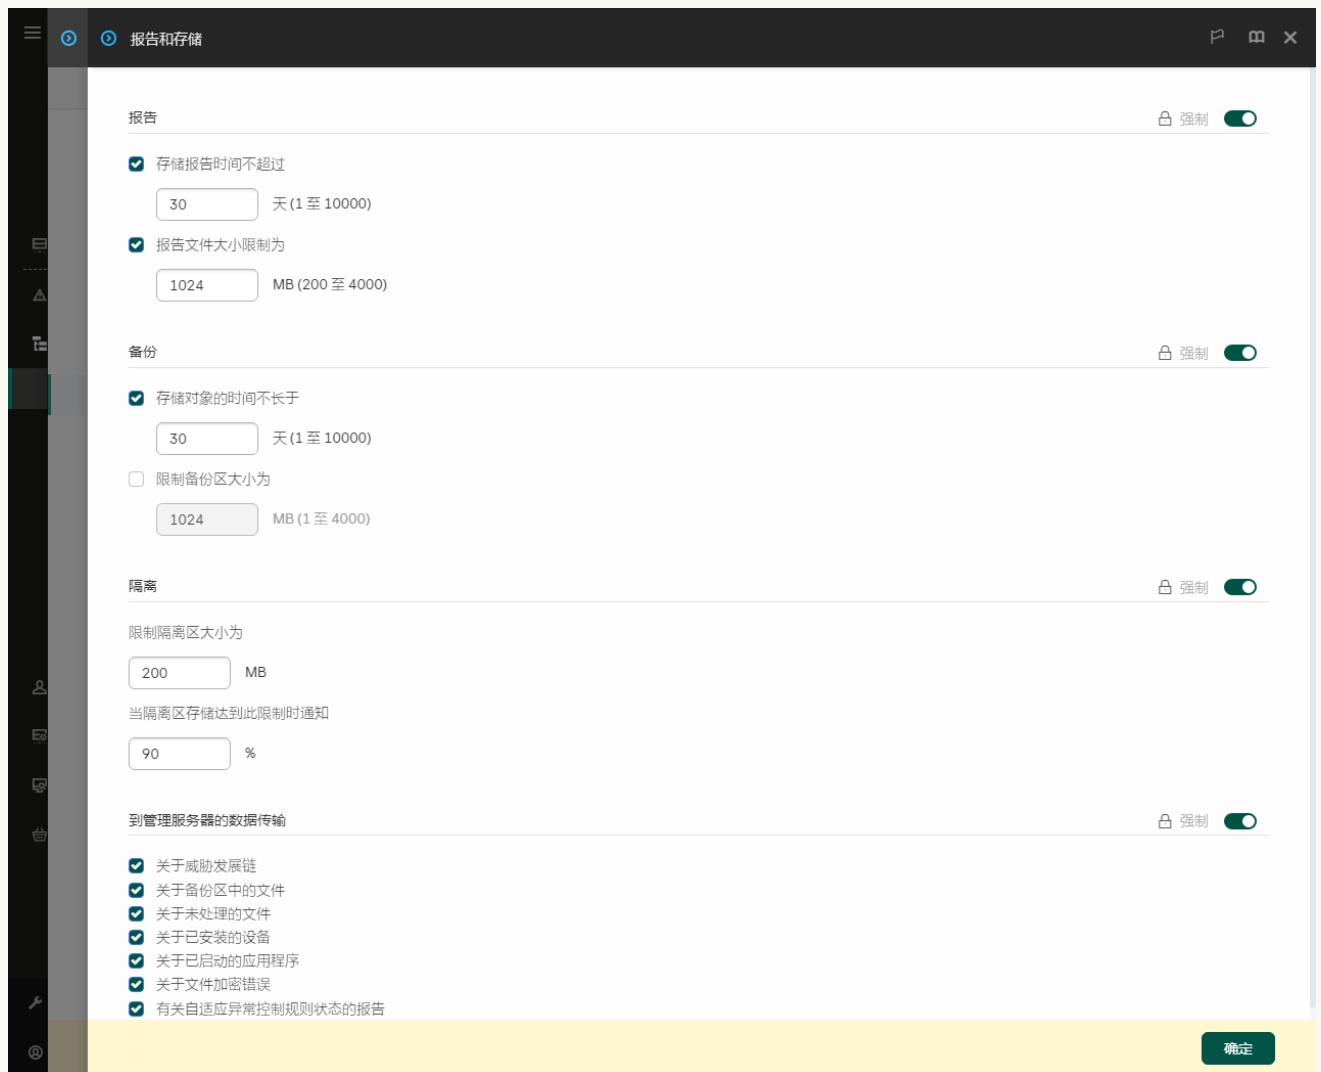 报告和存储
报告
强制
存储报告时间不超过
30 天 (1 至 10000)
报告文件大小限制为
1024 MB (200 至 4000)
备份
强制
存储对象的时间不长于
30 天 (1 至 10000)
限制备份区大小为
1024 MB (1 至 4000)
隔离
强制
限制隔离区大小为
200 MB
当隔离区存储达到此限制时通知
90 %
到管理服务器的数据传输
强制
关于威胁发展链
关于备份区中的文件
关于未处理的文件
关于已安装的设备
关于已启动的应用程序
关于文件加密错误
有关自适应异常控制规则状态的报告
确定